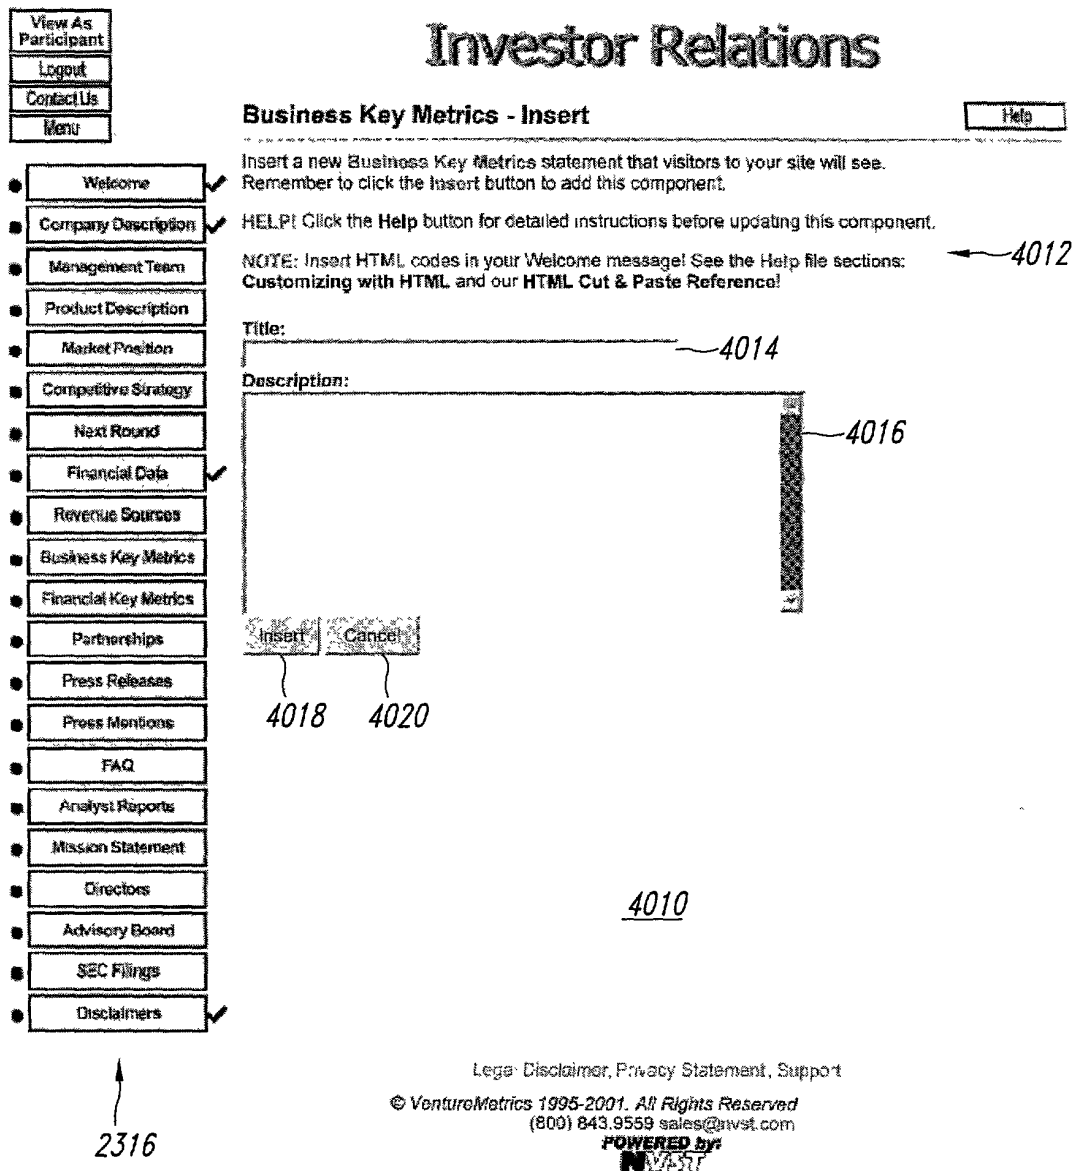 View As
Participant
Logout
Contact Us
Menu
Investor Relations
Business Key Metrics - Insert
Help
Insert a new Business Key Metrics statement that visitors to your site will see.
Remember to click the Insert button to add this component.
HELP! Click the Help button for detailed instructions before updating this component.
NOTE: Insert HTML codes in your Welcome message! See the Help file sections:
Customizing with HTML and our HTML Cut & Paste Reference!
4012
Title:
4014
Description:
4016
Insert
Cancel
4018
4020
4010
Welcome
Company Description
Management Team
Product Description
Market Position
Competitive Strategy
Next Round
Financial Data
Revenue Sources
Business Key Metrics
Financial Key Metrics
Partnerships
Press Releases
Press Mentions
FAQ
Analyst Reports
Mission Statement
Directors
Advisory Board
SEC Filings
Disclaimers
2316
Legal Disclaimer, Privacy Statement, Support
© VentureMetrics 1995-2001. All Rights Reserved
(800) 843.9559 sales@nvst.com
POWERED by:
NVST